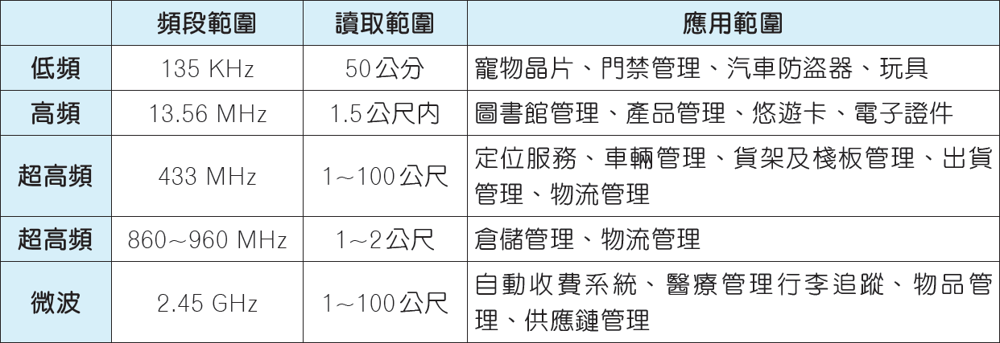 頻段範圍 讀取範圍 應用範圍
低頻 135 KHz 50公分 寵物晶片、門禁管理、汽車防盜器、玩具
高頻 13.56 MHz 1.5公尺內 圖書館管理、產品管理、悠遊卡、電子證件
超高頻 433 MHz 1~100公尺 定位服務、車輛管理、貨架及棧板管理、出貨
管理、物流管理
超高頻 860~960 MHz 1~2公尺 倉儲管理、物流管理
微波 2.45 GHz 1~100公尺 自動收費系統、醫療管理行李追蹤、物品管
理、供應鏈管理